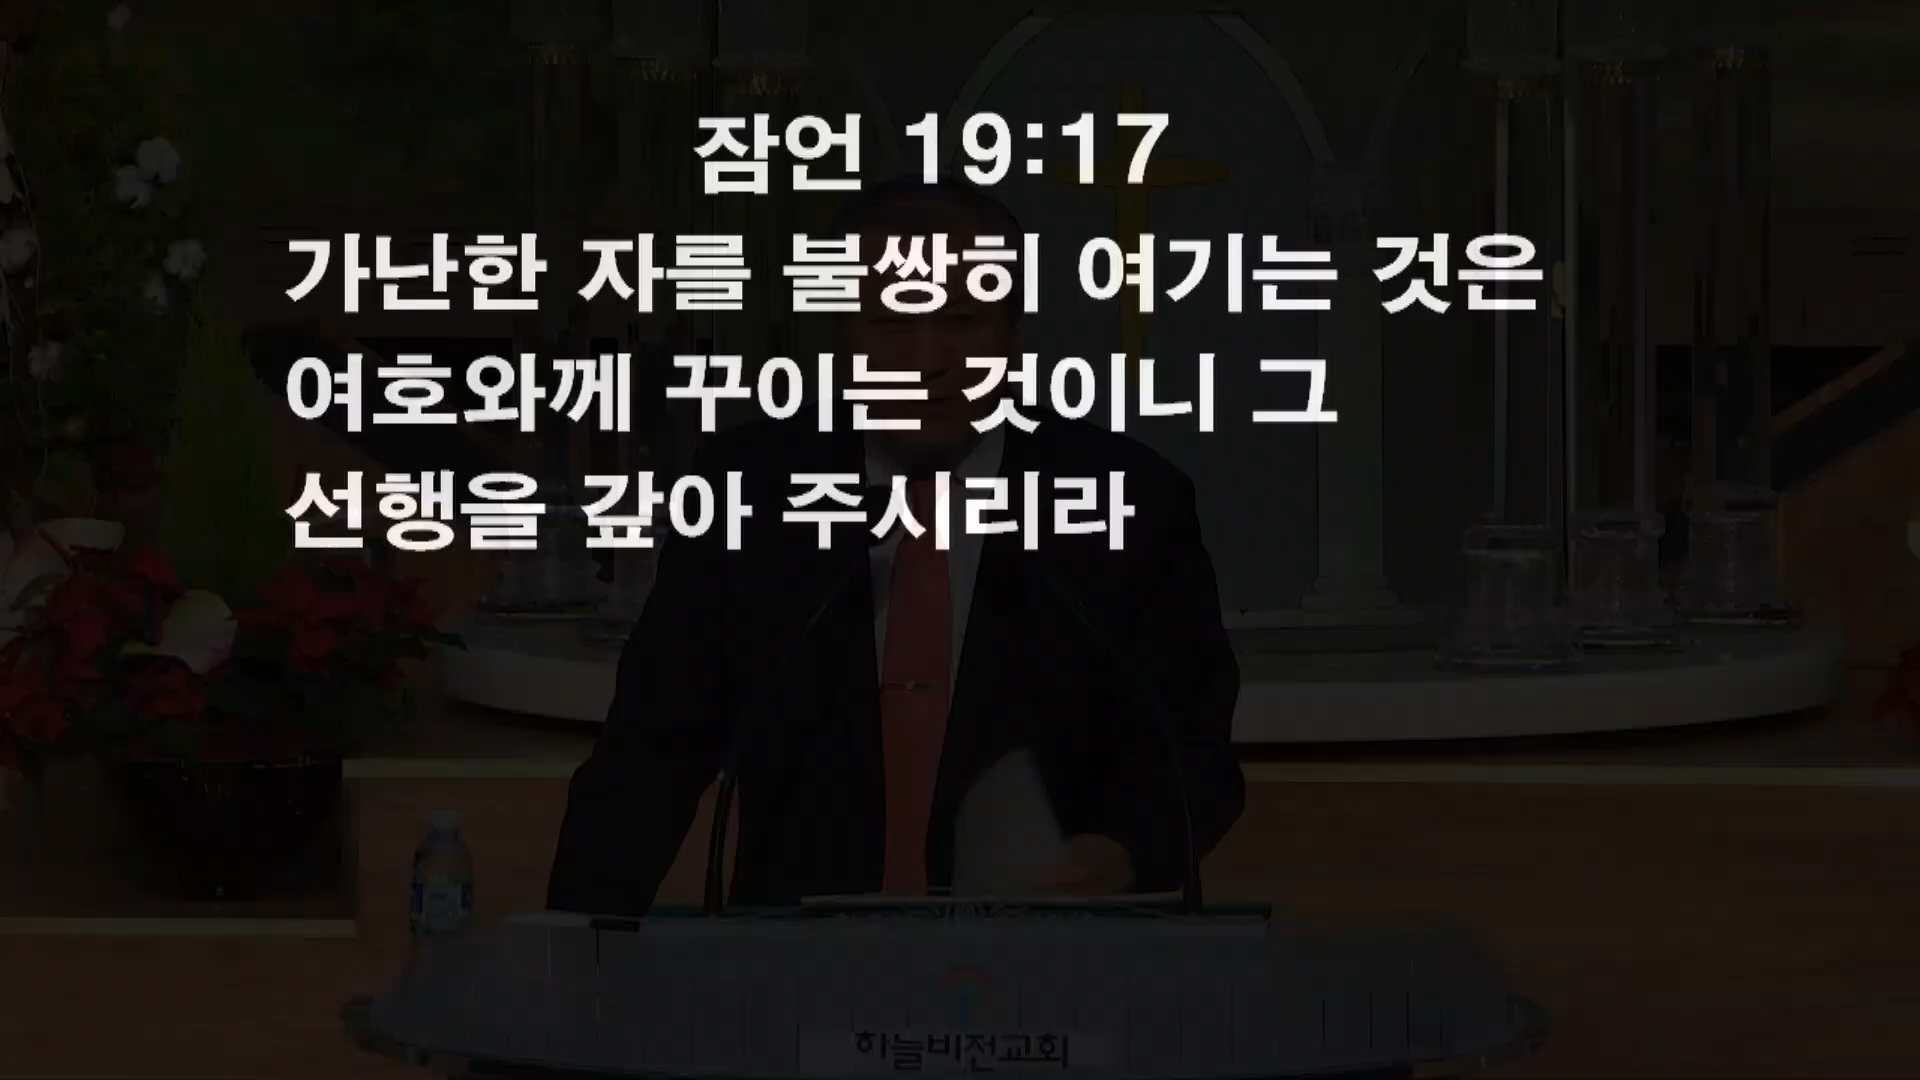 잠언 19:17
가난한 자를 불쌍히 여기는 것은
여호와께 꾸이는 것이니 그
선행을 갚아 주시리라
하늘비전교회